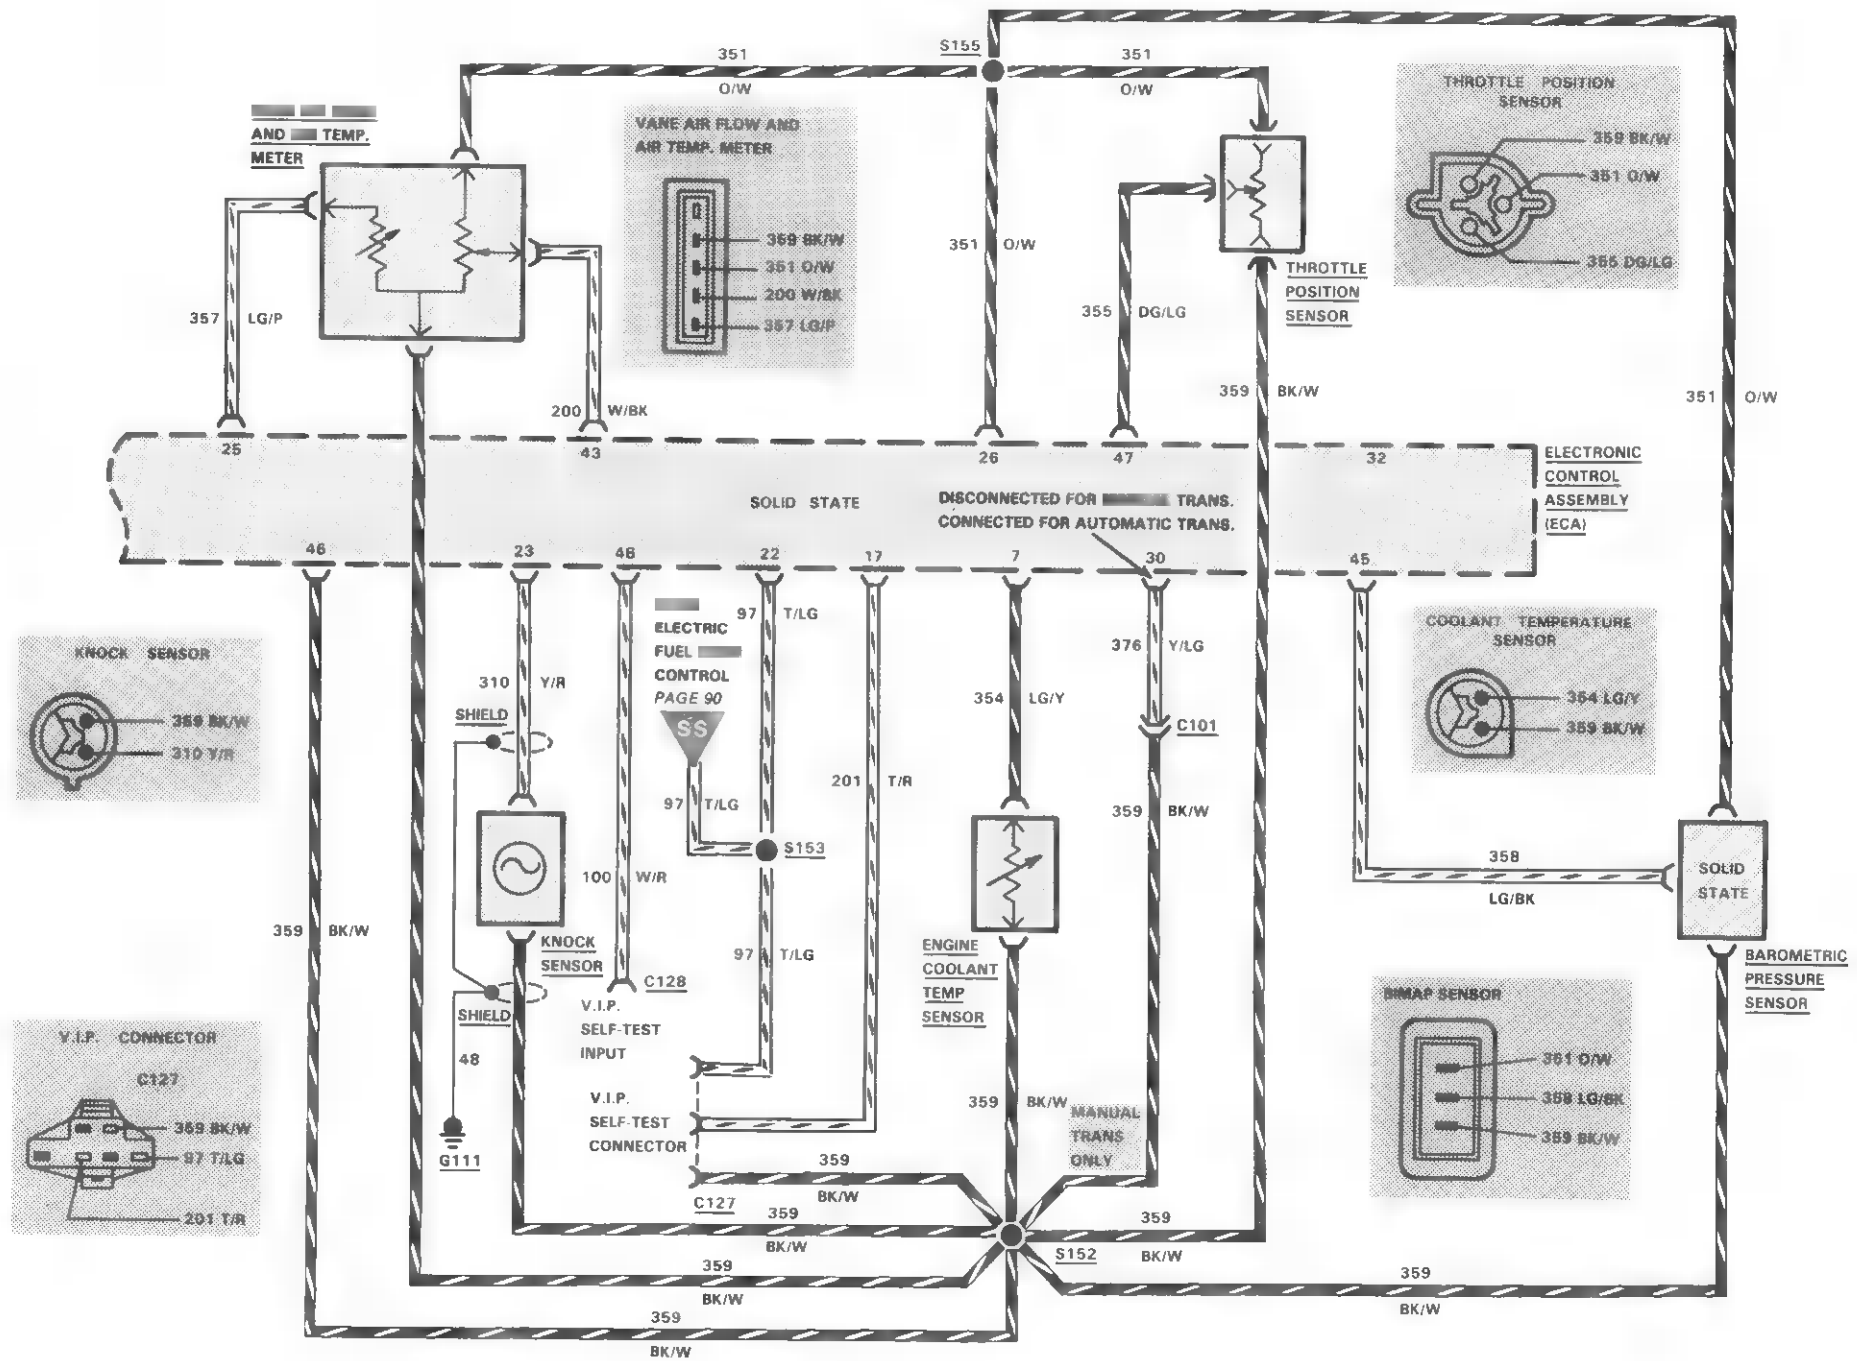 351
S155
351
O/W
O/W
AND TEMP.
METER
VANE AIR FLOW AND
AIR TEMP. METER
359 BK/W
351 O/W
200 W/BK
357 LG/P
THROTTLE POSITION
SENSOR
359 BK/W
351 O/W
355 DG/LG
351 O/W
THROTTLE
POSITION
SENSOR
357 LG/P
355 DG/LG
359 BK/W
351 O/W
200 W/BK
25
43
26
47
32
ELECTRONIC
CONTROL
ASSEMBLY
(ECA)
SOLID STATE
DISCONNECTED FOR TRANS.
CONNECTED FOR AUTOMATIC TRANS.
46
23
48
22
17
7
30
45
97 T/LG
ELECTRIC
FUEL
CONTROL
PAGE 90
SS
376 Y/LG
COOLANT TEMPERATURE
SENSOR
354 LG/Y
359 BK/W
KNOCK SENSOR
359 BK/W
310 Y/R
310 Y/R
SHIELD
354 LG/Y
C101
97 T/LG
201 T/R
359 BK/W
S153
358
LG/BK
SOLID
STATE
100 W/R
359 BK/W
KNOCK
SENSOR
97 T/LG
ENGINE
COOLANT
TEMP
SENSOR
BAROMETRIC
PRESSURE
SENSOR
C128
V.I.P.
SELF-TEST
INPUT
SHIELD
48
BIMAP SENSOR
351 O/W
358 LG/BK
359 BK/W
V.I.P. CONNECTOR
C127
359 BK/W
97 T/LG
201 T/R
G111
V.I.P.
SELF-TEST
CONNECTOR
359 BK/W
MANUAL
TRANS
ONLY
359
BK/W
C127
359
BK/W
S152
359
BK/W
359
BK/W
359
BK/W
359
BK/W